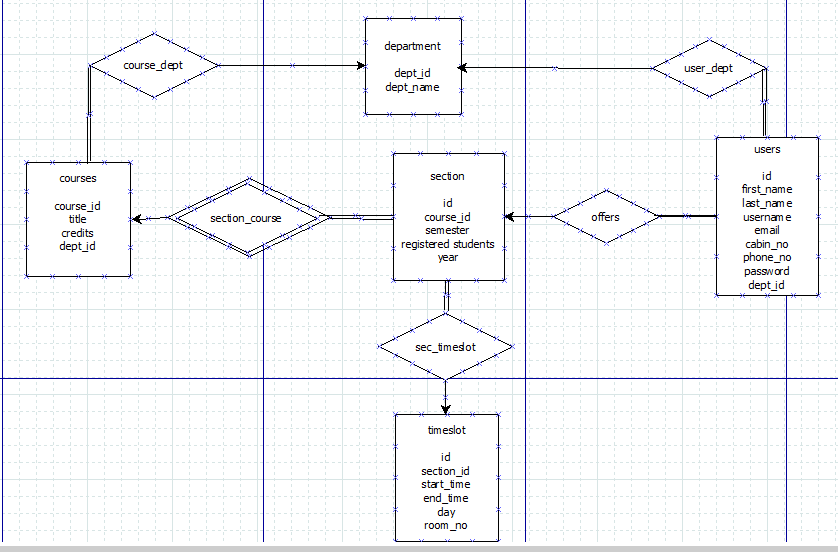 department
dept_id
dept_name
course_dept
user_dept
courses
course_id
title
credits
dept_id
section_course
section
id
course_id
semester
registered students
year
offers
users
id
first_name
last_name
username
email
cabin_no
phone_no
password
dept_id
sec_timeslot
timeslot
id
section_id
start_time
end_time
day
room_no